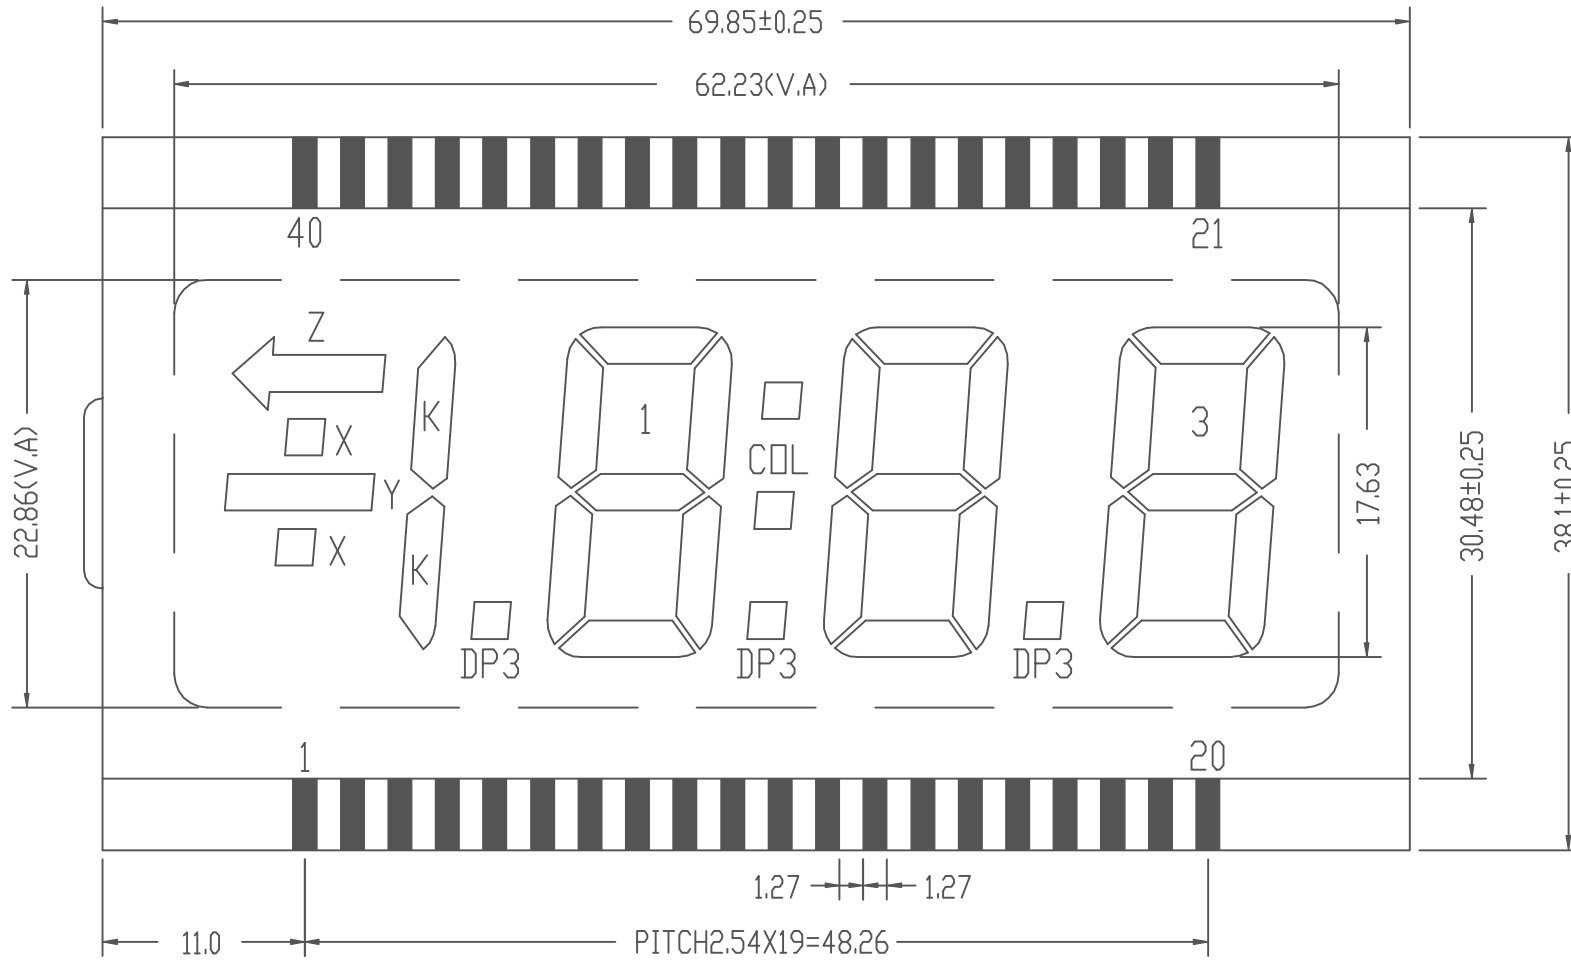 69.85±0.25
62.23(V.A)
40
21
Z
K
1
3
X
COL
Y
22.86(V.A)
17.63
30.48±0.25
38.1±0.25
X
K
DP3
DP3
DP3
1
20
1.27
1.27
11.0
PITCH2.54X19=48.26